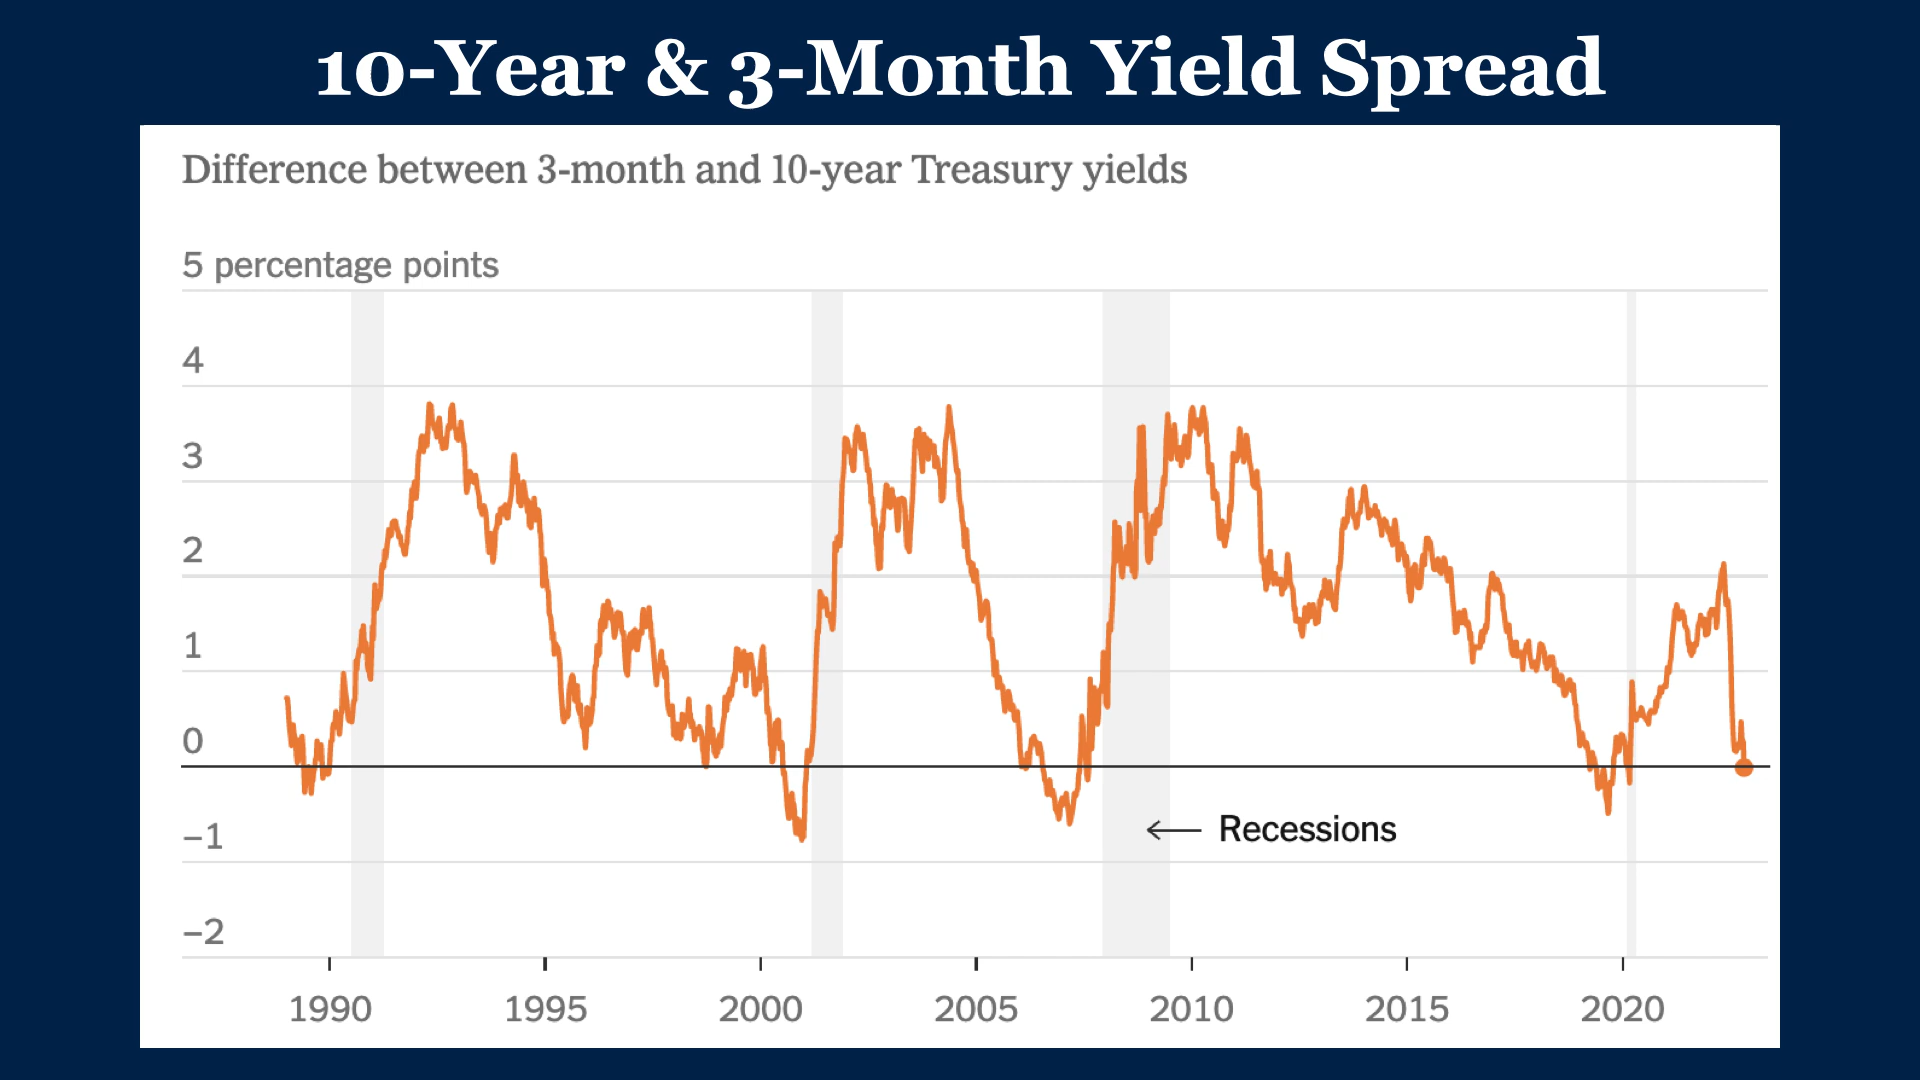 10-Year & 3-Month Yield Spread
Difference between 3-month and 10-year Treasury yields
5 percentage points
4
3
2
1
0
−1
← Recessions
−2
1990 1995 2000 2005 2010 2015 2020